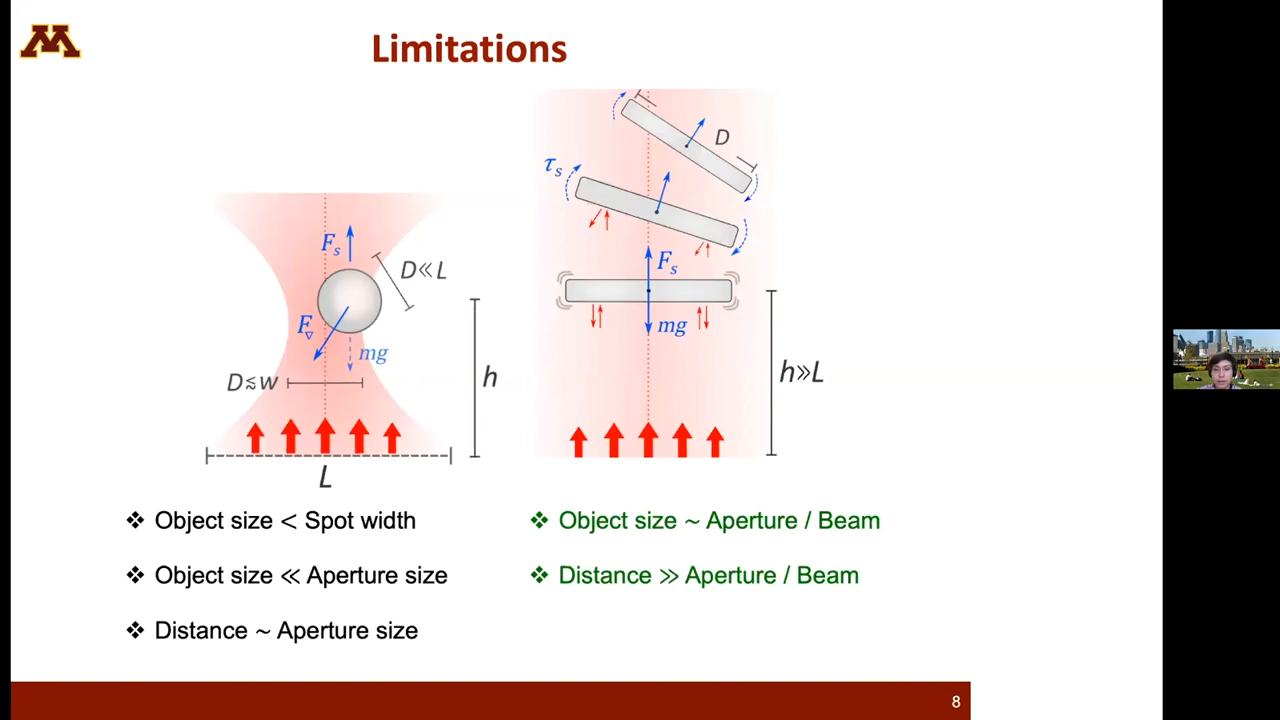 M
Limitations
D
τs
Fs
D≪L
Fs
F∇
mg
mg
D≲w
h
h≫L
L
❖ Object size < Spot width
❖ Object size ≪ Aperture size
❖ Distance ~ Aperture size
❖ Object size ~ Aperture / Beam
❖ Distance ≫ Aperture / Beam
8